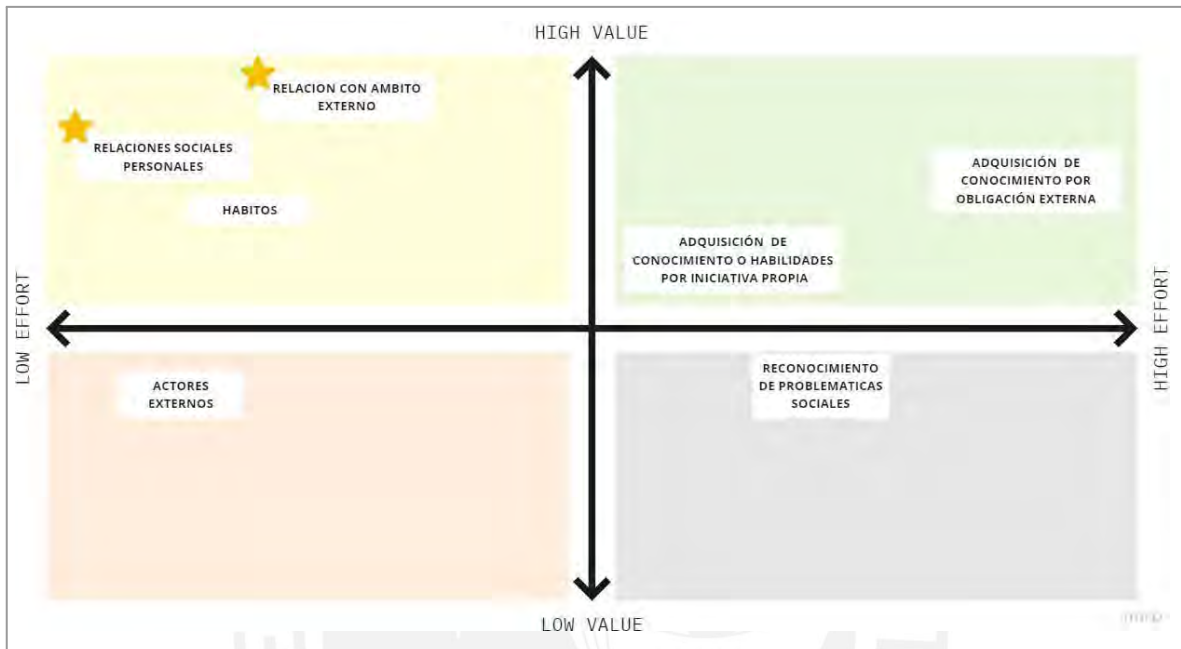 HIGH VALUE
RELACION CON AMBITO
EXTERNO
RELACIONES SOCIALES
PERSONALES
HABITOS
ADQUISICIÓN DE
CONOCIMIENTO POR
OBLIGACIÓN EXTERNA
ADQUISICIÓN DE
CONOCIMIENTO O HABILIDADES
POR INICIATIVA PROPIA
LOW EFFORT
HIGH EFFORT
ACTORES
EXTERNOS
RECONOCIMIENTO
DE PROBLEMATICAS
SOCIALES
LOW VALUE